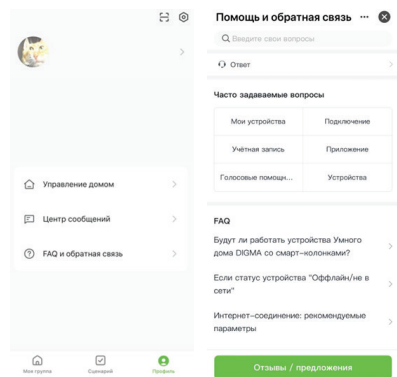 Управление домом
Центр сообщений
FAQ и обратная связь
Моя группа
Сценарий
Профиль
Помощь и обратная связь
Введите свои вопросы
Ответ
Часто задаваемые вопросы
Мои устройства
Подключение
Учётная запись
Приложение
Голосовые помощн...
Устройства
FAQ
Будут ли работать устройства Умного
дома DIGMA со смарт-колонками?
Если статус устройства "Оффлайн/не в
сети"
Интернет-соединение: рекомендуемые
параметры
Отзывы / предложения